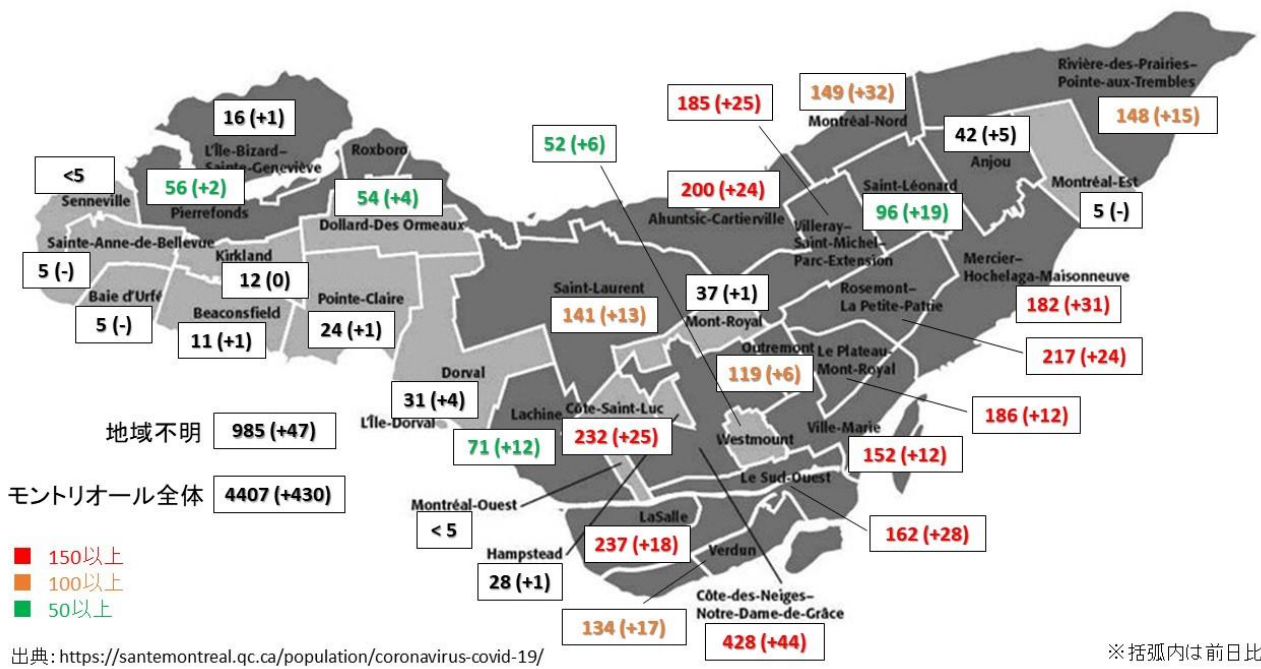 Rivière-des-Prairies–
Pointe-aux-Trembles
148 (+15)
149 (+32)
Montréal-Nord
185 (+25)
42 (+5)
Anjou
52 (+6)
16 (+1)
L'Île-Bizard–
Sainte-Geneviève
Roxboro
<5
Senneville
56 (+2)
Pierrefonds
54 (+4)
Dollard-Des Ormeaux
200 (+24)
Ahuntsic-Cartierville
Saint-Léonard
96 (+19)
Montréal-Est
5 (-)
Villeray–
Saint-Michel–
Parc-Extension
Sainte-Anne-de-Bellevue
5 (-)
Kirkland
12 (0)
Baie d'Urfé
5 (-)
Beaconsfield
11 (+1)
Pointe-Claire
24 (+1)
Saint-Laurent
141 (+13)
37 (+1)
Mont-Royal
Rosemont–
La Petite-Patrie
Mercier–
Hochelaga-Maisonneuve
182 (+31)
217 (+24)
Outremont
119 (+6)
Le Plateau-
Mont-Royal
186 (+12)
Dorval
31 (+4)
L'Île-Dorval
Lachine
71 (+12)
Côte-Saint-Luc
232 (+25)
Westmount
Ville-Marie
152 (+12)
Le Sud-Ouest
162 (+28)
地域不明 985 (+47)
モントリオール全体 4407 (+430)
Montréal-Ouest
< 5
Hampstead
28 (+1)
LaSalle
237 (+18)
Verdun
134 (+17)
Côte-des-Neiges–
Notre-Dame-de-Grâce
428 (+44)
150以上
100以上
50以上
出典: https://santemontreal.qc.ca/population/coronavirus-covid-19/
※括弧内は前日比